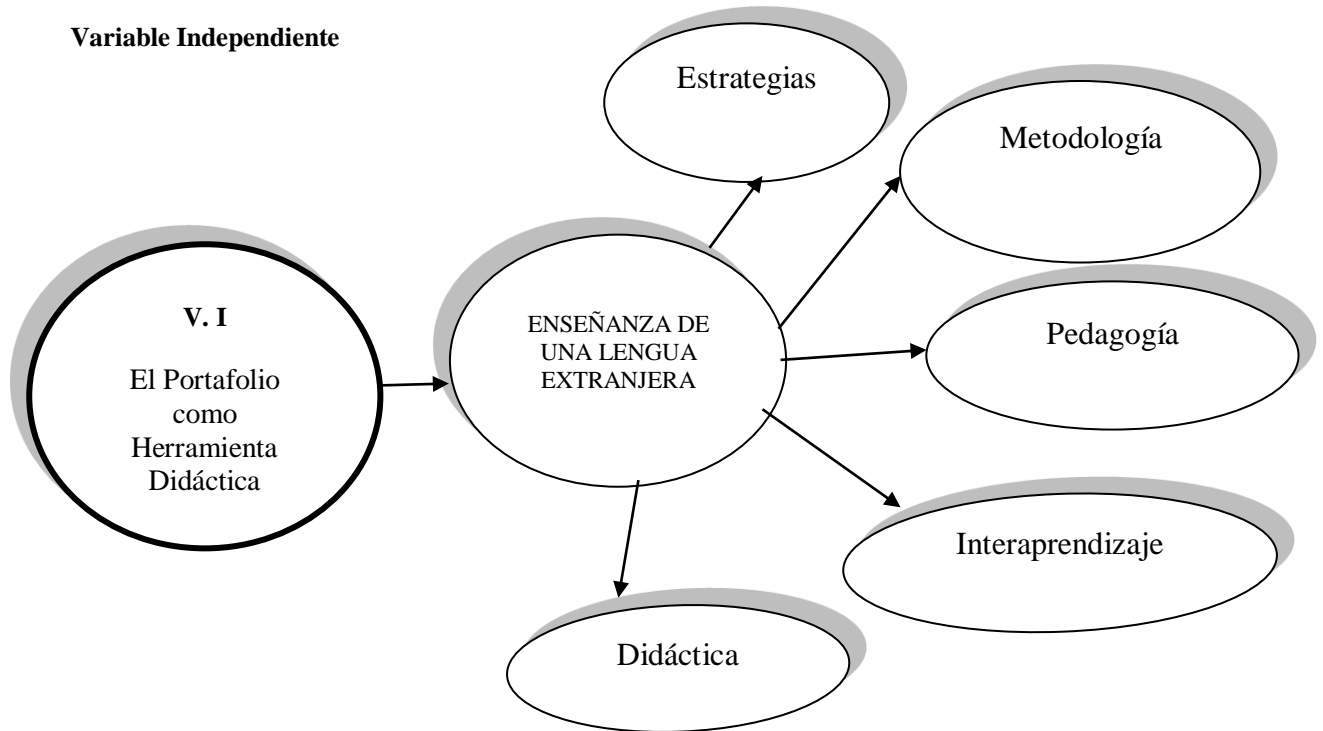 Variable Independiente
Estrategias
Metodología
V. I
El Portafolio
como
Herramienta
Didáctica
ENSEÑANZA DE
UNA LENGUA
EXTRANJERA
Pedagogía
Interaprendizaje
Didáctica